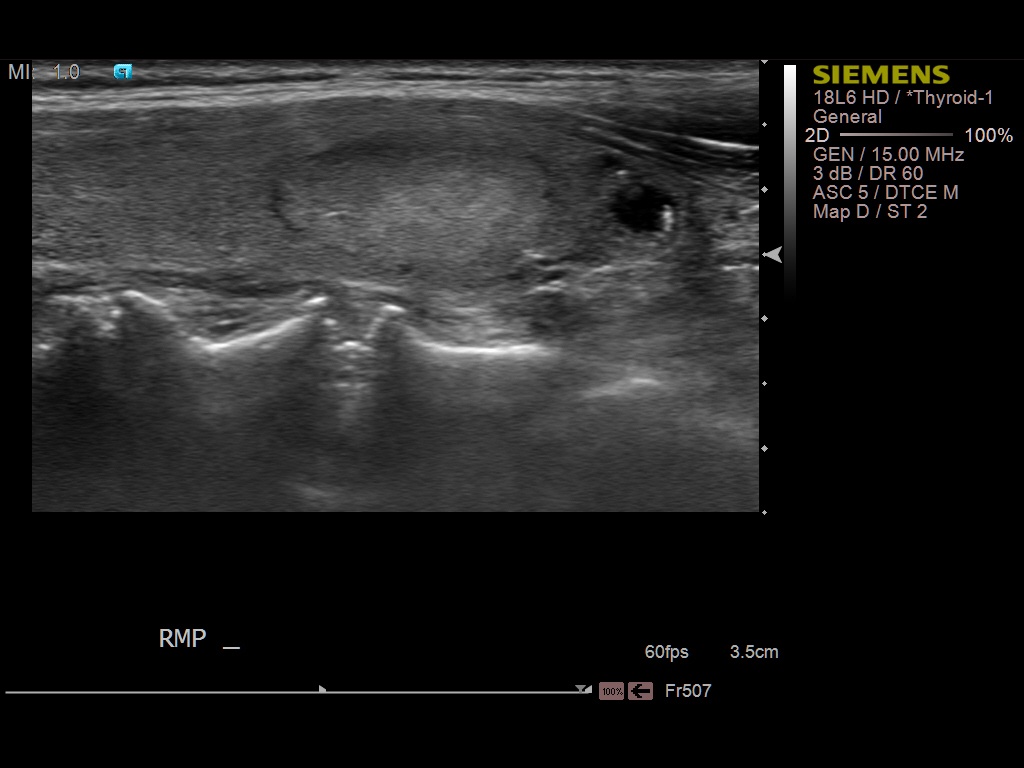 MI: 1.0
SIEMENS
18L6 HD / *Thyroid-1
General
2D 100%
GEN / 15.00 MHz
3 dB / DR 60
ASC 5 / DTCE M
Map D / ST 2
RMP _
60fps 3.5cm
100% Fr507